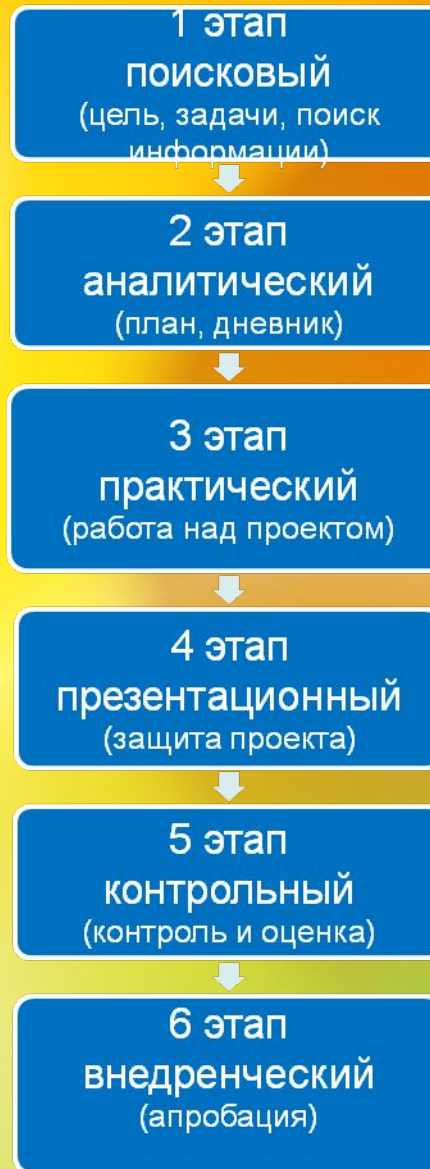 1 этап
поисковый
(цель, задачи, поиск
информации)
2 этап
аналитический
(план, дневник)
3 этап
практический
(работа над проектом)
4 этап
презентационный
(защита проекта)
5 этап
контрольный
(контроль и оценка)
6 этап
внедренческий
(апробация)